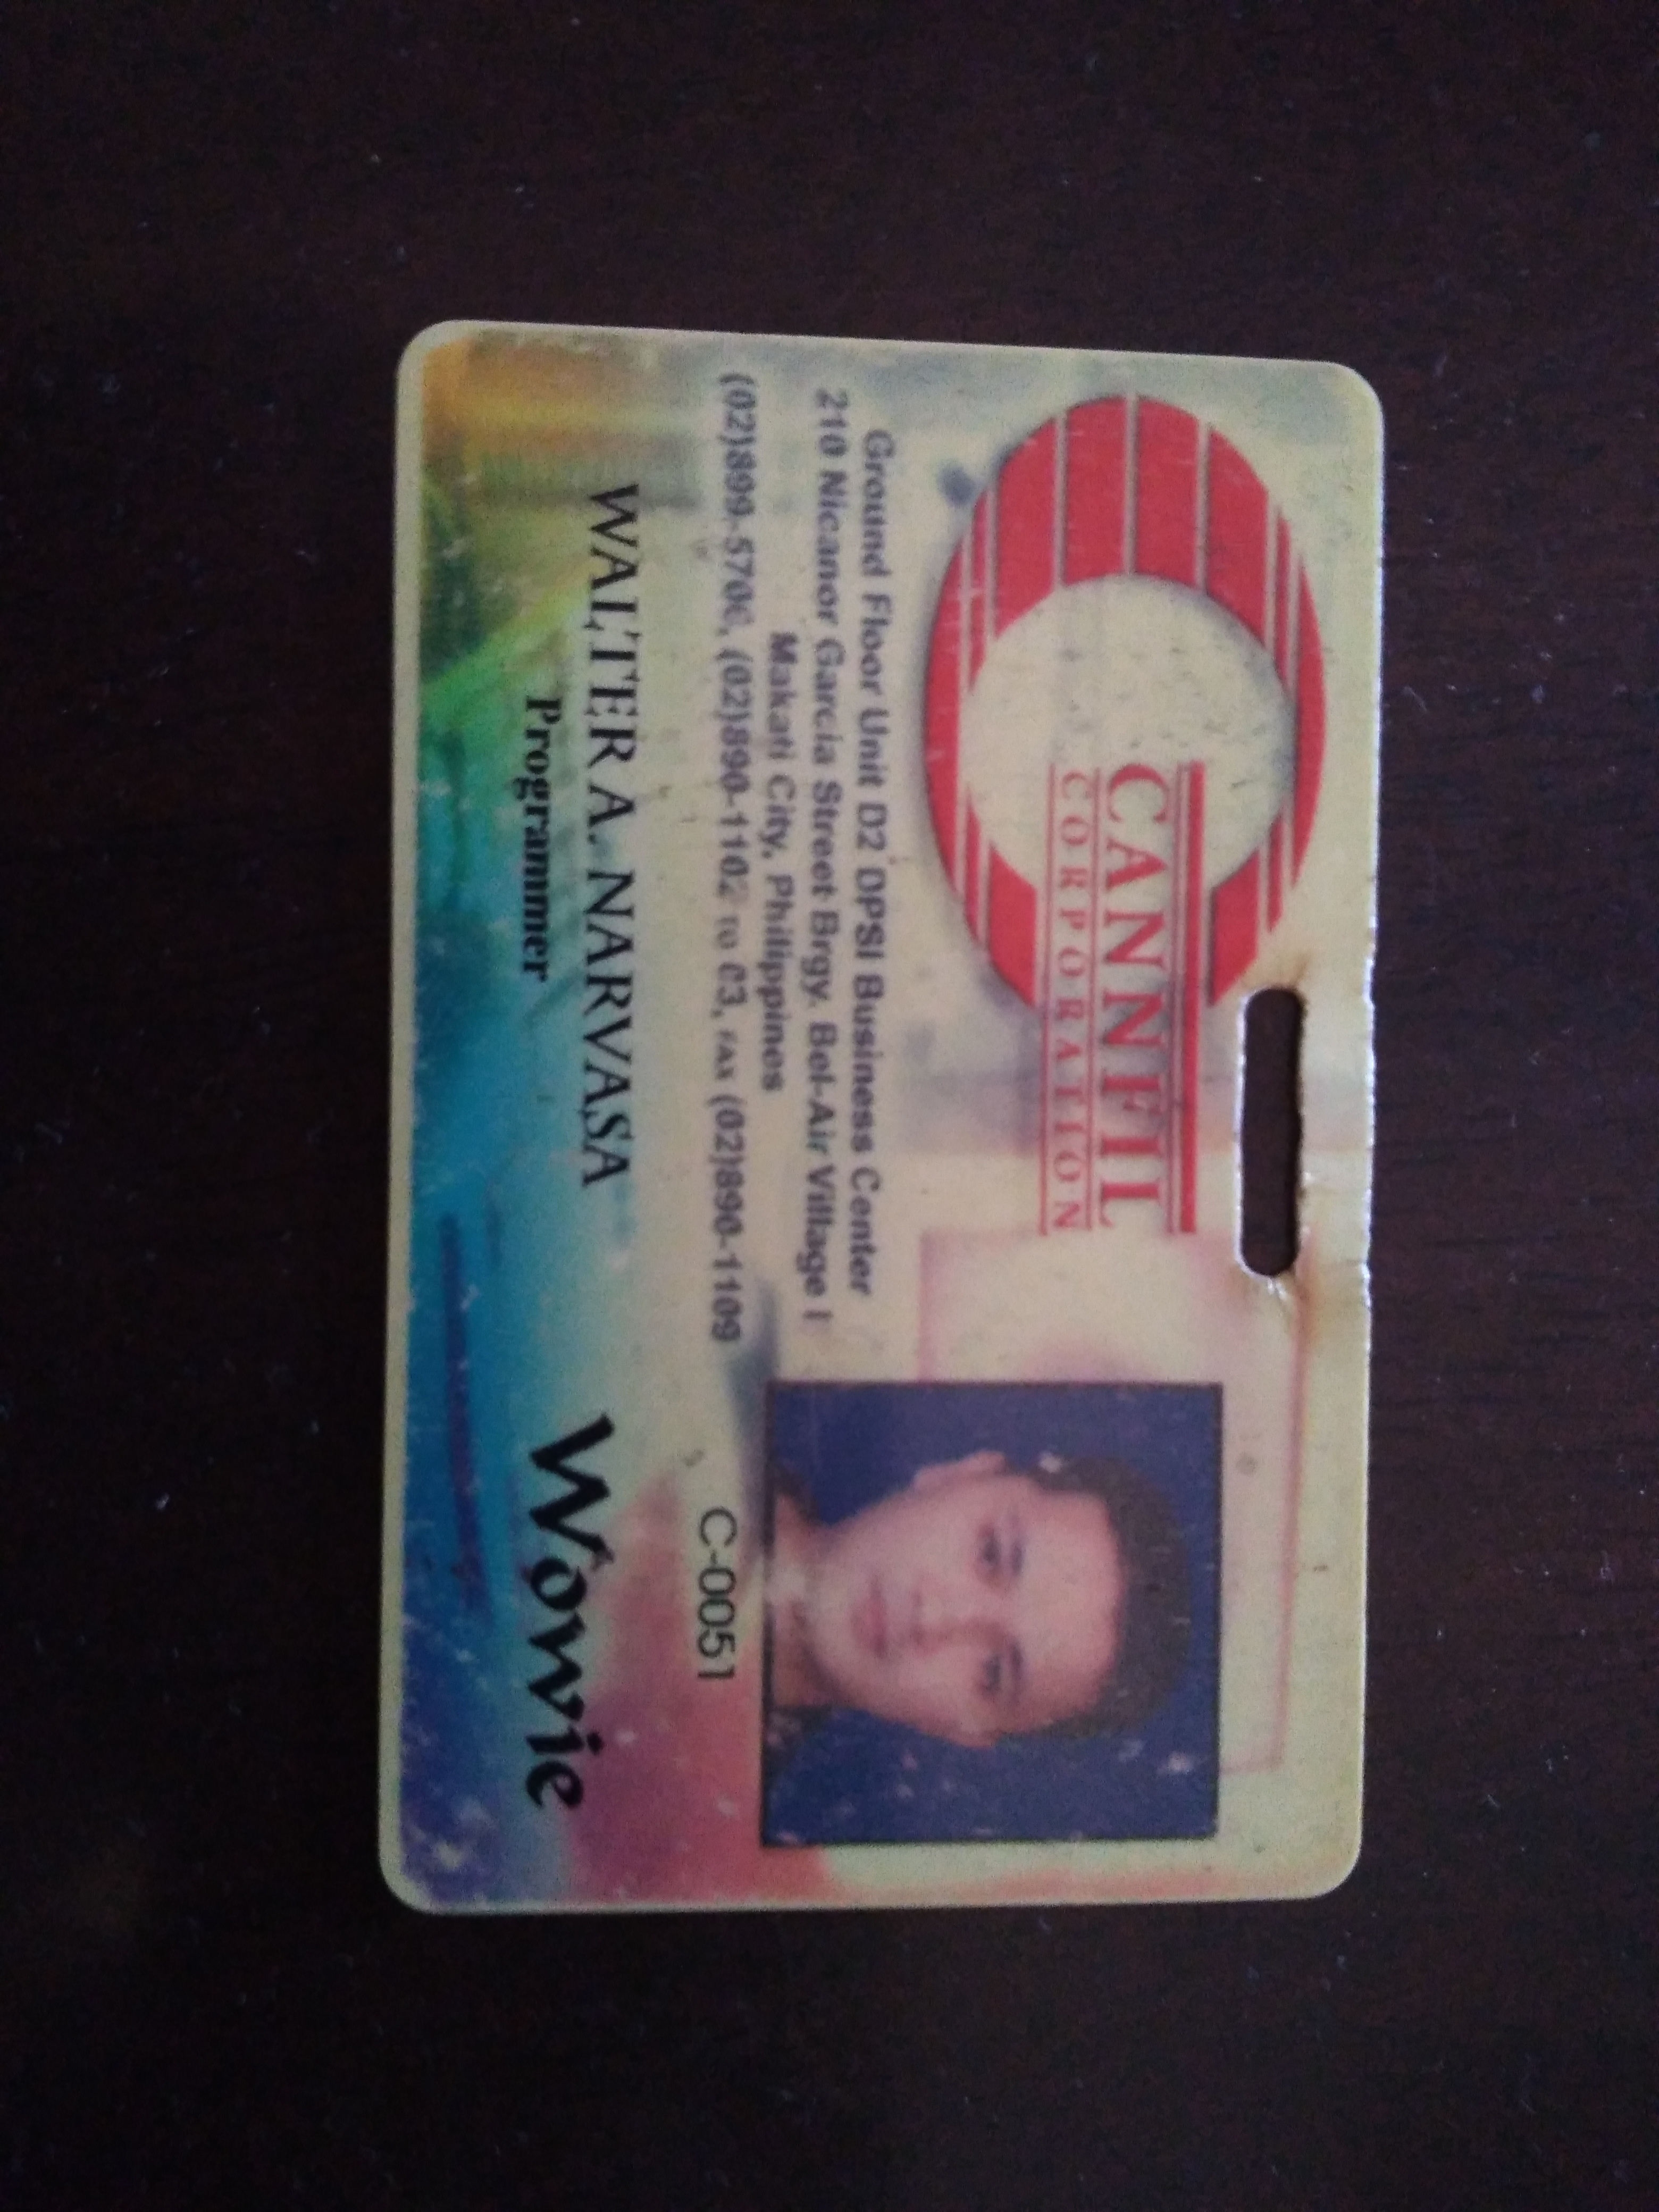 CANNFIL
CORPORATION
Ground Floor Unit D2 DPSI Business Center
210 Nicanor Garcia Street Brgy. Bel-Air Village I
Makati City, Philippines
(02)899-5706, (02)890-1102 TO 03, FAX (02)890-1109
C-0051
WALTER A. NARVASA
Programmer
Wowie